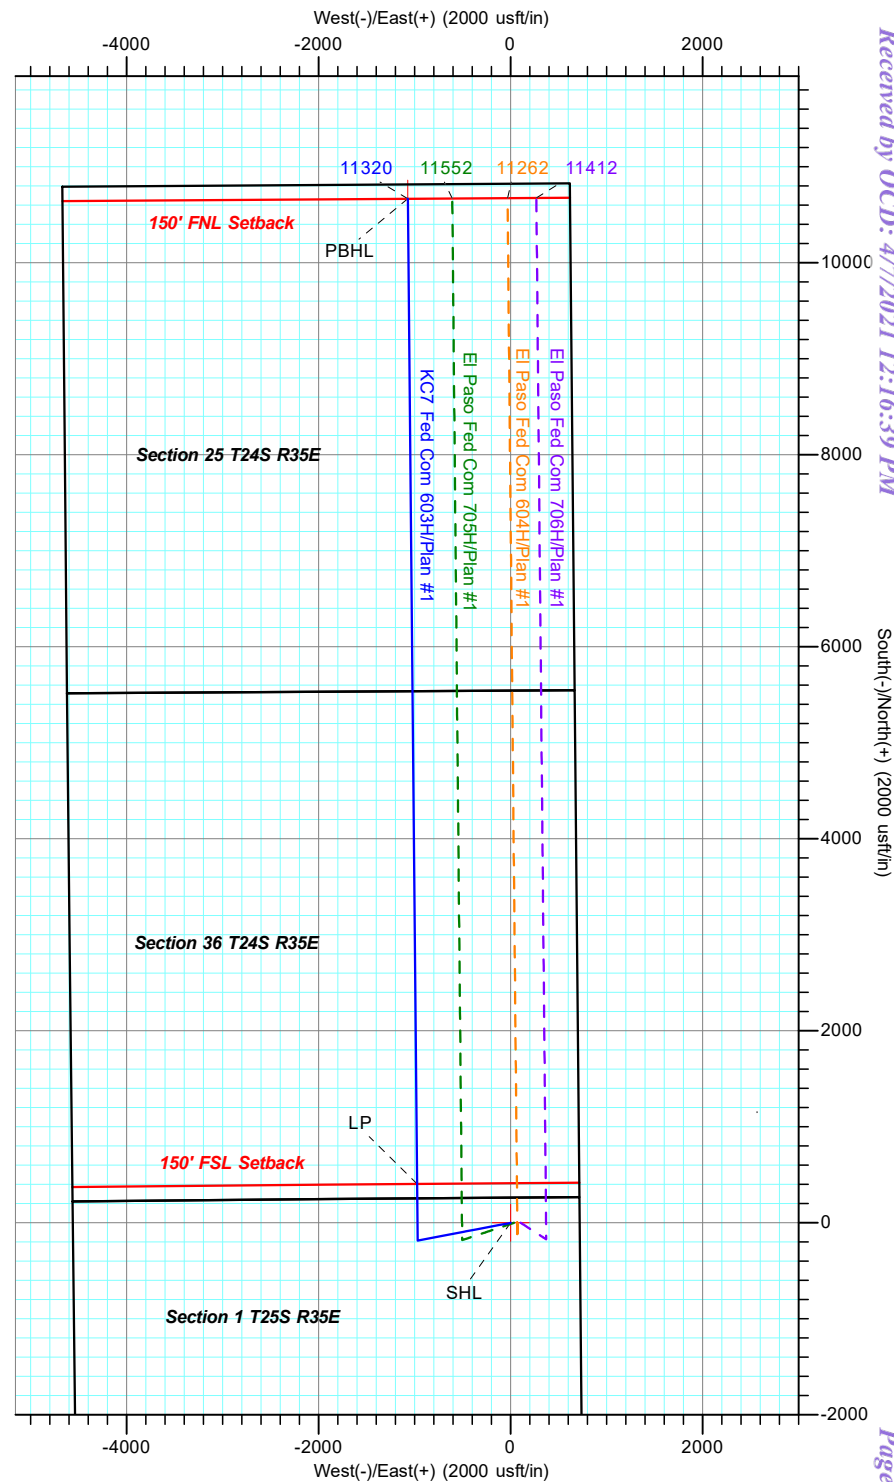 West(-)/East(+) (2000 usft/in)
-4000 -2000 0 2000
11320 11552 11262 11412
150' FNL Setback
PBHL
10000
KC7 Fed Com 603H/Plan #1
El Paso Fed Com 705H/Plan #1
El Paso Fed Com 604H/Plan #1
El Paso Fed Com 706H/Plan #1
Section 25 T24S R35E
8000
6000
South(-)/North(+) (2000 usft/in)
4000
Section 36 T24S R35E
2000
LP
150' FSL Setback
0
SHL
Section 1 T25S R35E
-2000
-4000 -2000 0 2000
West(-)/East(+) (2000 usft/in)
Received by OCD: 4/7/2021 12:16:39 PM
Page